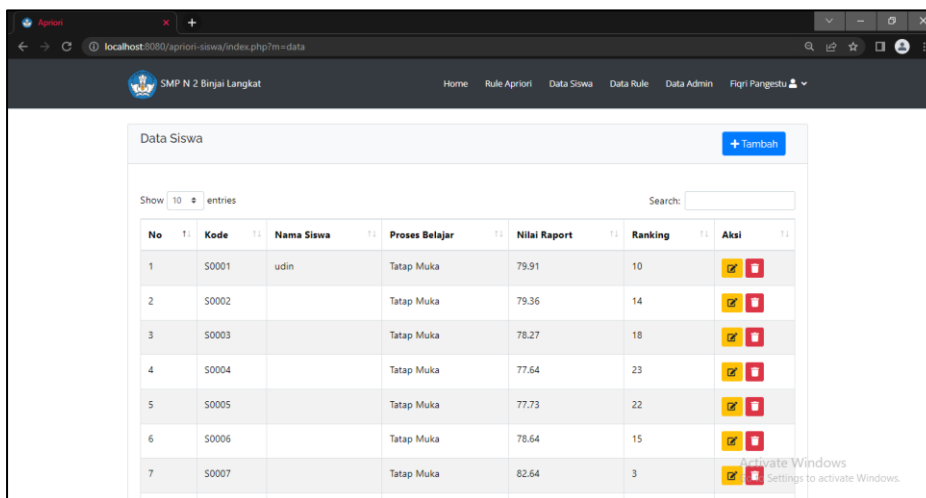 Apriori
localhost:8080/apriori-siswa/index.php?m=data
SMP N 2 Binjai Langkat Home Rule Apriori Data Siswa Data Rule Data Admin Fiqri Pangestu
Data Siswa + Tambah
Show 10 entries Search:
No Kode Nama Siswa Proses Belajar Nilai Raport Ranking Aksi
1 S0001 udin Tatap Muka 79.91 10
2 S0002 Tatap Muka 79.36 14
3 S0003 Tatap Muka 78.27 18
4 S0004 Tatap Muka 77.64 23
5 S0005 Tatap Muka 77.73 22
6 S0006 Tatap Muka 78.64 15
7 S0007 Tatap Muka 82.64 3
Activate Windows
Settings to activate Windows.